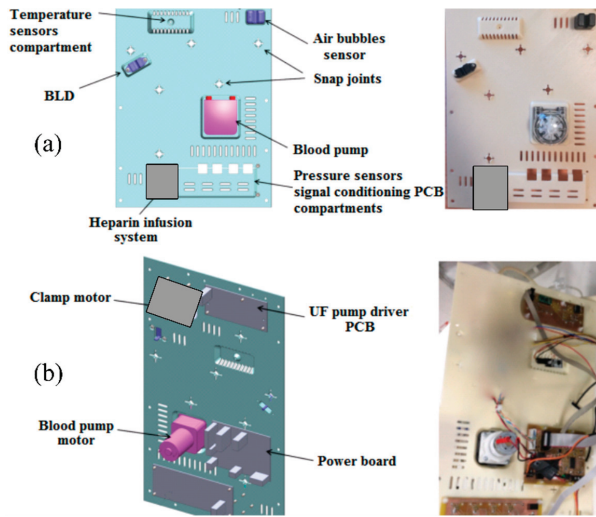 Temperature
sensors
compartment
Air bubbles
sensor
Snap joints
BLD
(a)
Blood pump
Pressure sensors
signal conditioning PCB
compartments
Heparin infusion
system
Clamp motor
UF pump driver
PCB
(b)
Blood pump
motor
Power board